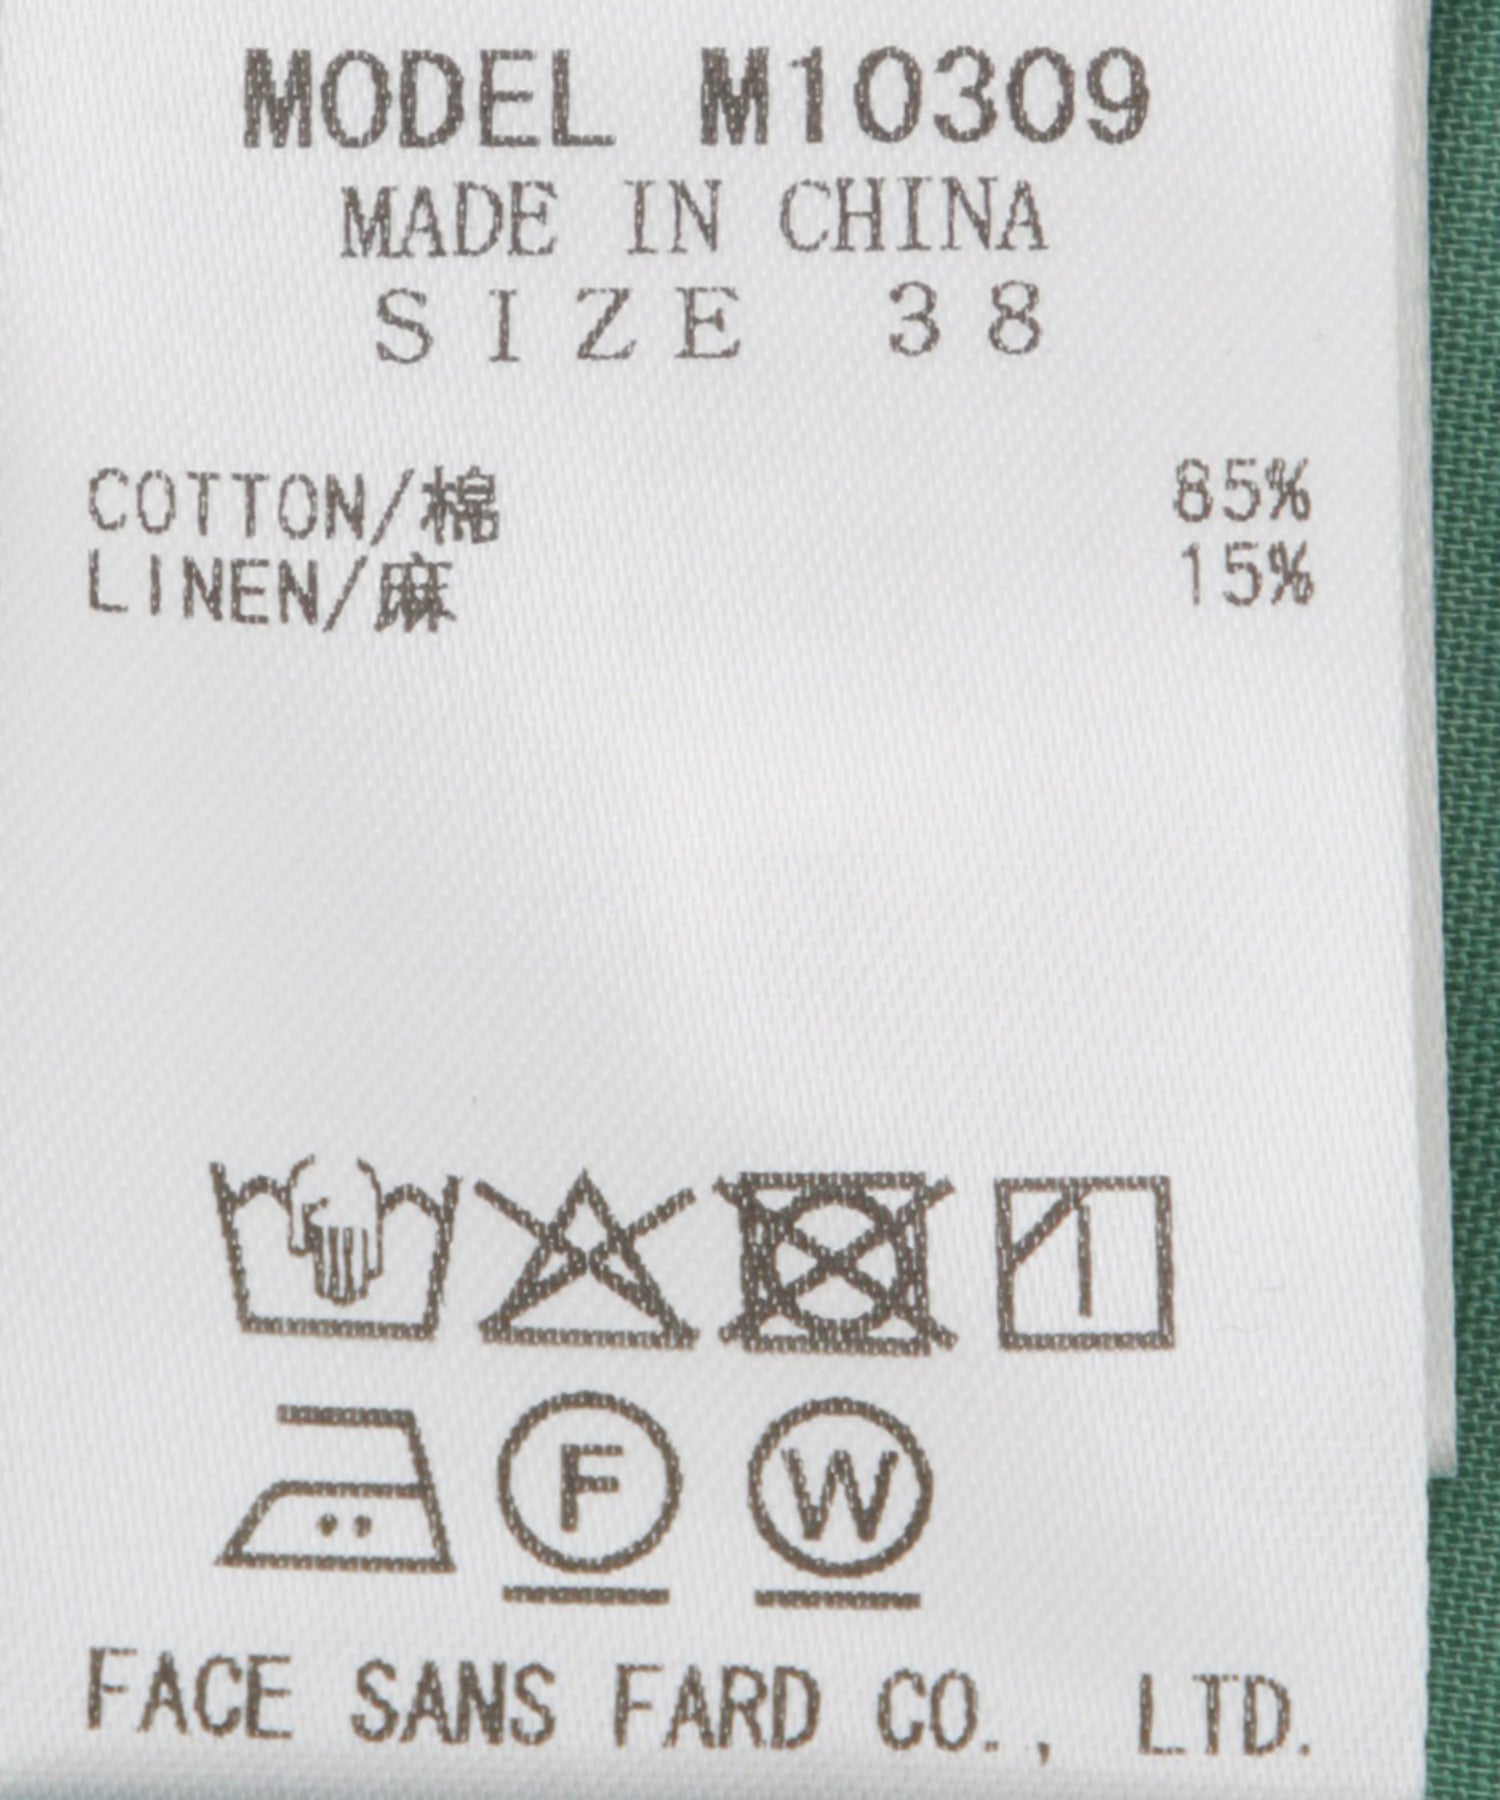 MODEL M10309
MADE IN CHINA
SIZE 38
COTTON/棉 85%
LINEN/麻 15%
F W
FACE SANS FARD CO., LTD.